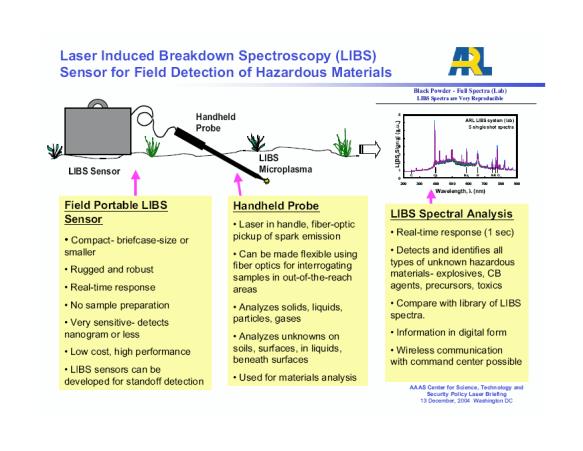 Laser Induced Breakdown Spectroscopy (LIBS)
Sensor for Field Detection of Hazardous Materials
ARL
Black Powder - Full Spectra (Lab)
LIBS Spectra are Very Reproducible
Handheld
Probe
LIBS Sensor
LIBS
Microplasma
ARL LIBS system (lab)
5 single shot spectra
LIBS Signal (a.u.)
200 300 400 500 600 700 800 900
Wavelength, λ (nm)
Field Portable LIBS
Sensor
• Compact- briefcase-size or
smaller
• Rugged and robust
• Real-time response
• No sample preparation
• Very sensitive- detects
nanogram or less
• Low cost, high performance
• LIBS sensors can be
developed for standoff detection
Handheld Probe
• Laser in handle, fiber-optic
pickup of spark emission
• Can be made flexible using
fiber optics for interrogating
samples in out-of-the-reach
areas
• Analyzes solids, liquids,
particles, gases
• Analyzes unknowns on
soils, surfaces, in liquids,
beneath surfaces
• Used for materials analysis
LIBS Spectral Analysis
• Real-time response (1 sec)
• Detects and identifies all
types of unknown hazardous
materials- explosives, CB
agents, precursors, toxics
• Compare with library of LIBS
spectra.
• Information in digital form
• Wireless communication
with command center possible
AAAS Center for Science, Technology and
Security Policy Laser Briefing
13 December, 2004 Washington DC